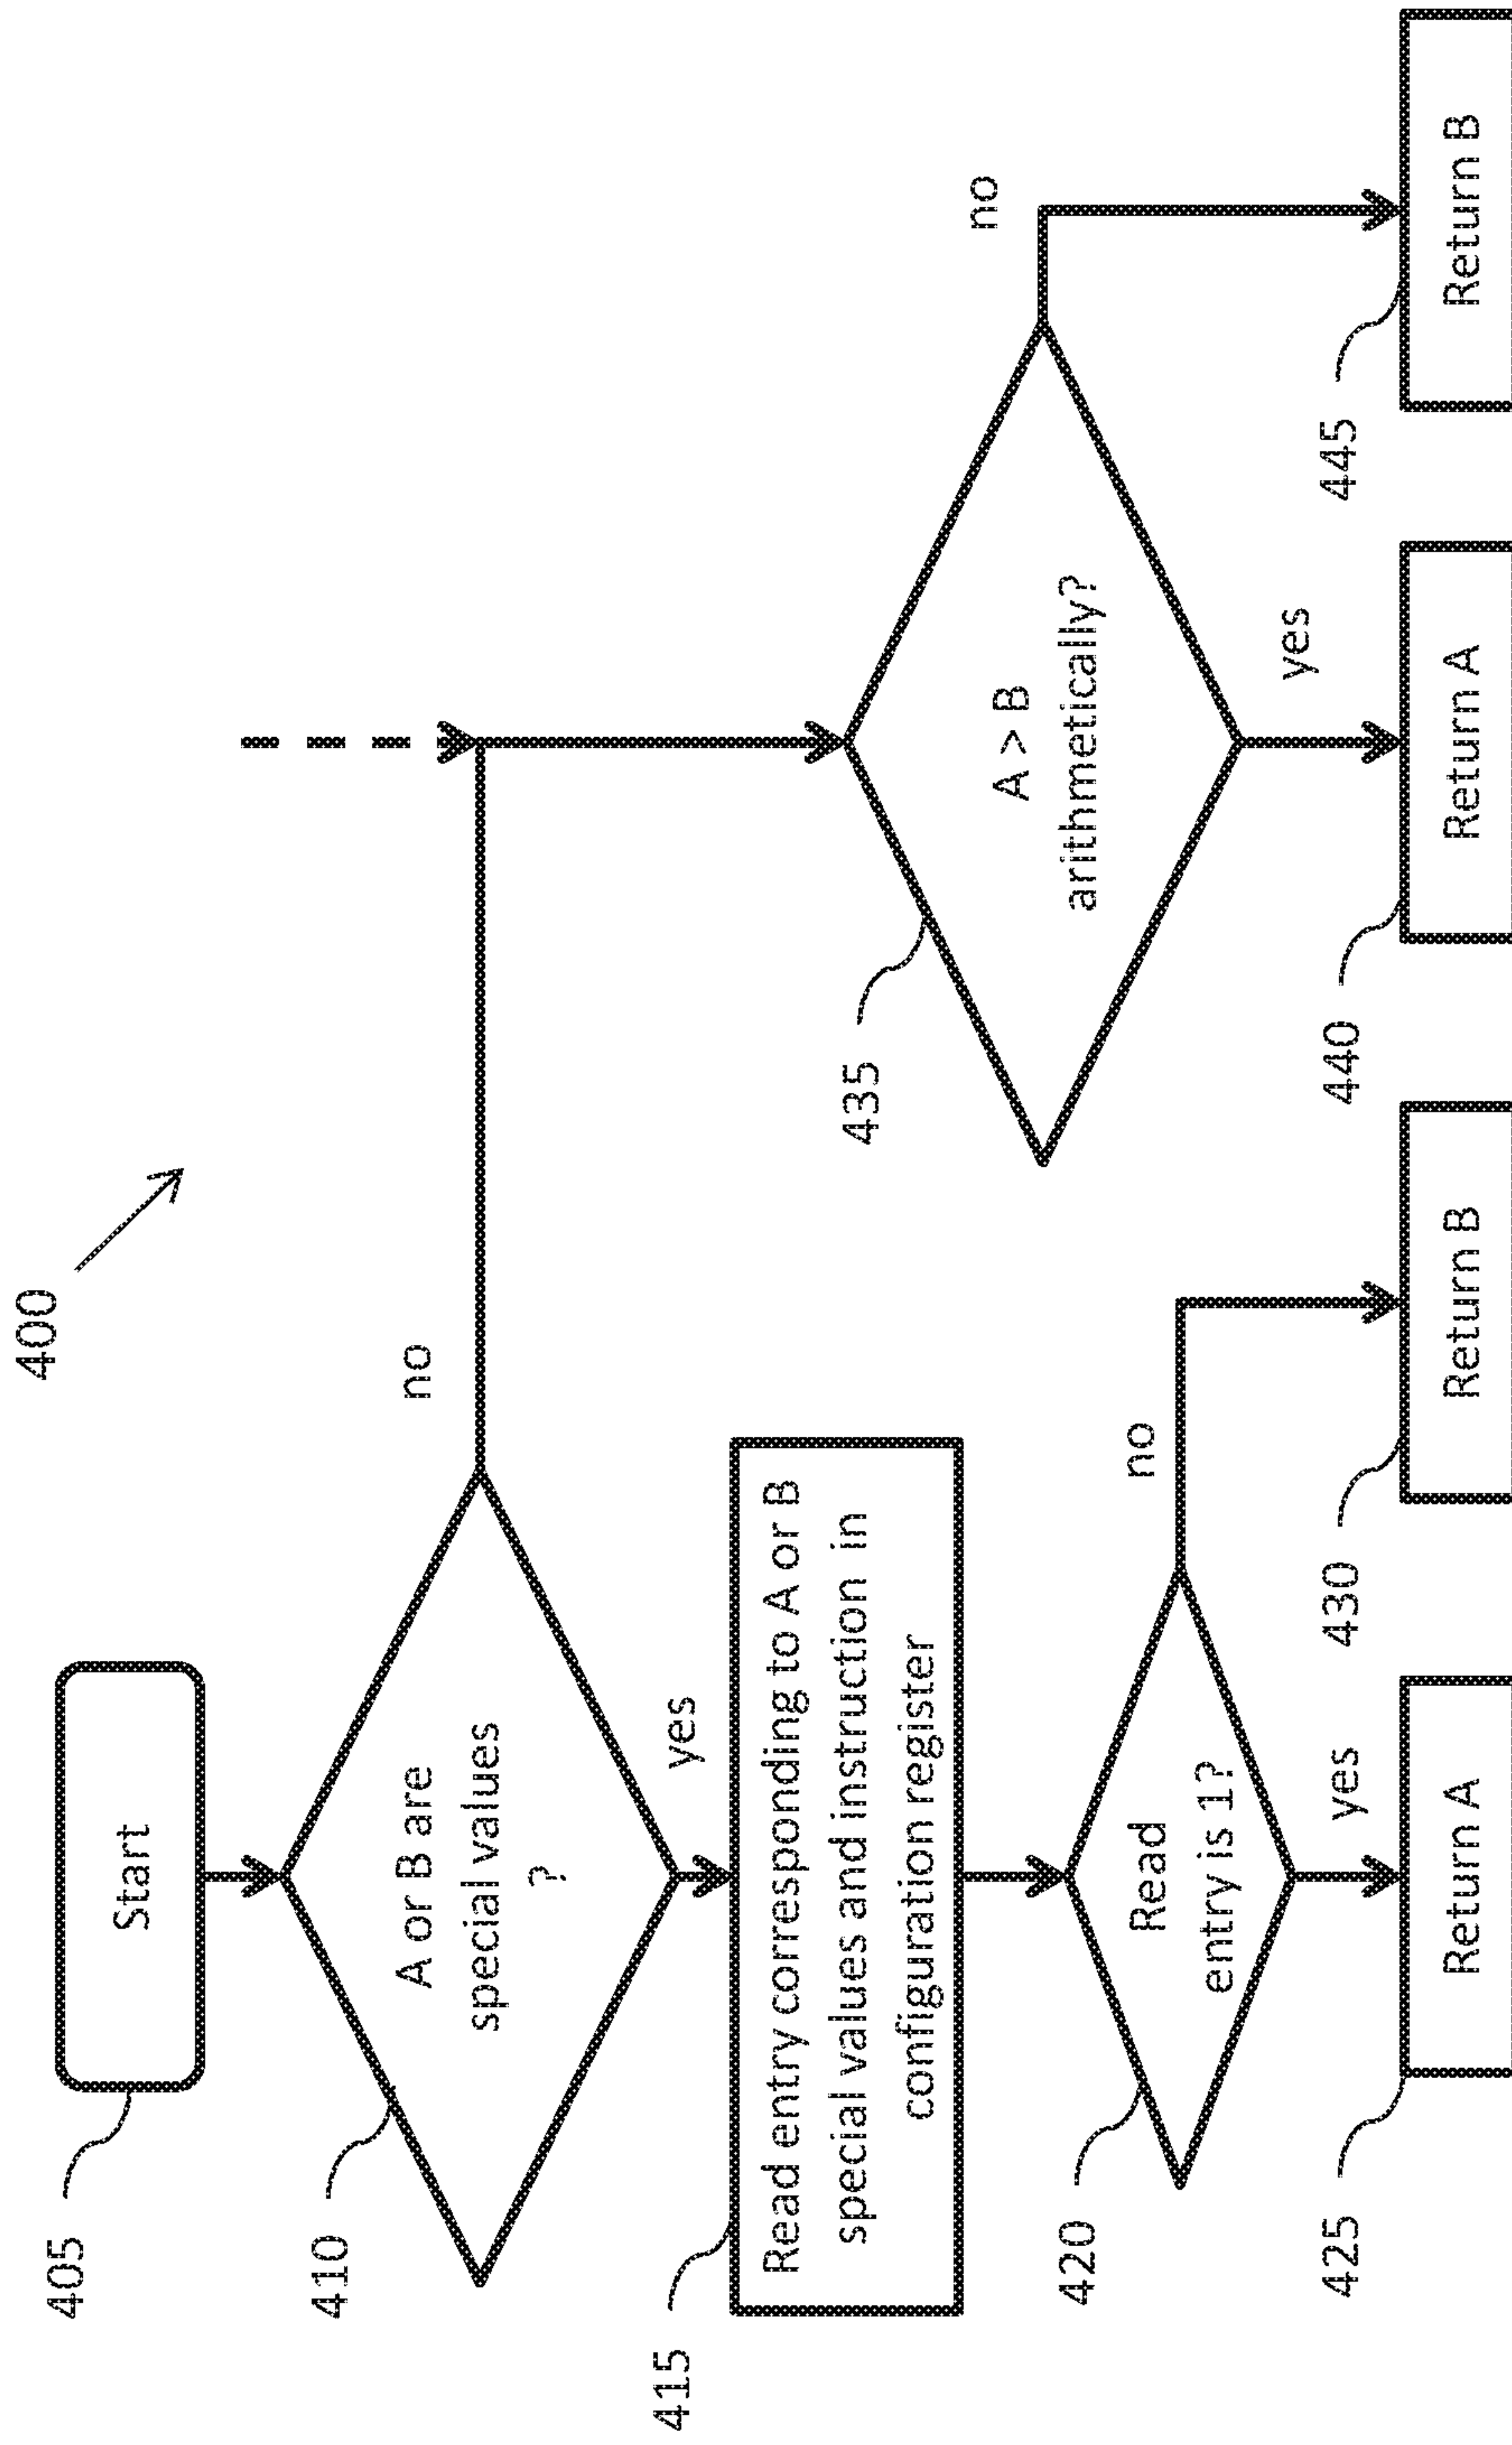 400
405
Start
410
A or B are
special values
?
no
yes
415
Read entry corresponding to A or B
special values and instruction in
configuration register
420
Read
entry is 1?
no
yes
425
Return A
430
Return B
435
A > B
arithmetically?
no
yes
440
Return A
445
Return B